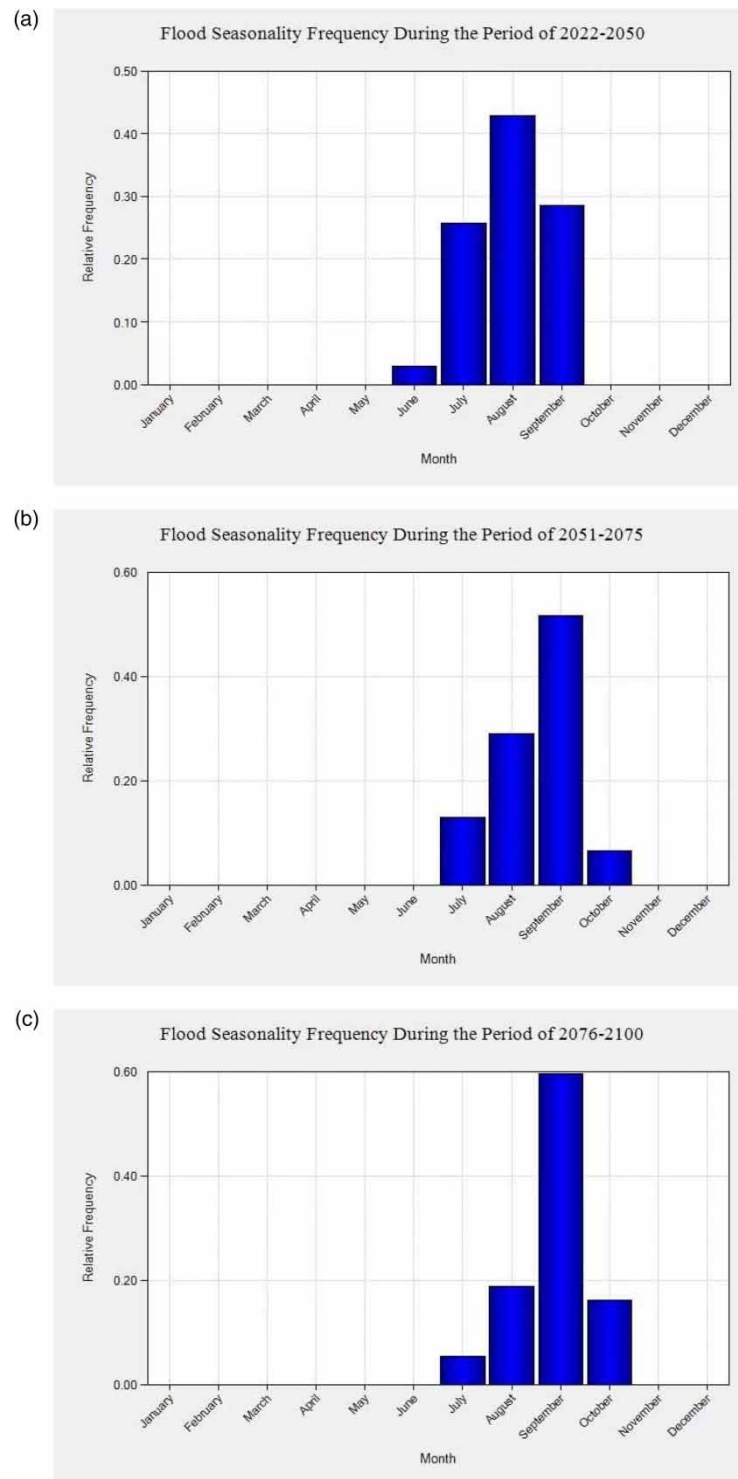 (a)
Flood Seasonality Frequency During the Period of 2022-2050
0.50
0.40
0.30
0.20
0.10
0.00
Relative Frequency
January
February
March
April
May
June
July
August
September
October
November
December
Month
(b)
Flood Seasonality Frequency During the Period of 2051-2075
0.60
0.40
0.20
0.00
Relative Frequency
January
February
March
April
May
June
July
August
September
October
November
December
Month
(c)
Flood Seasonality Frequency During the Period of 2076-2100
0.60
0.40
0.20
0.00
Relative Frequency
January
February
March
April
May
June
July
August
September
October
November
December
Month